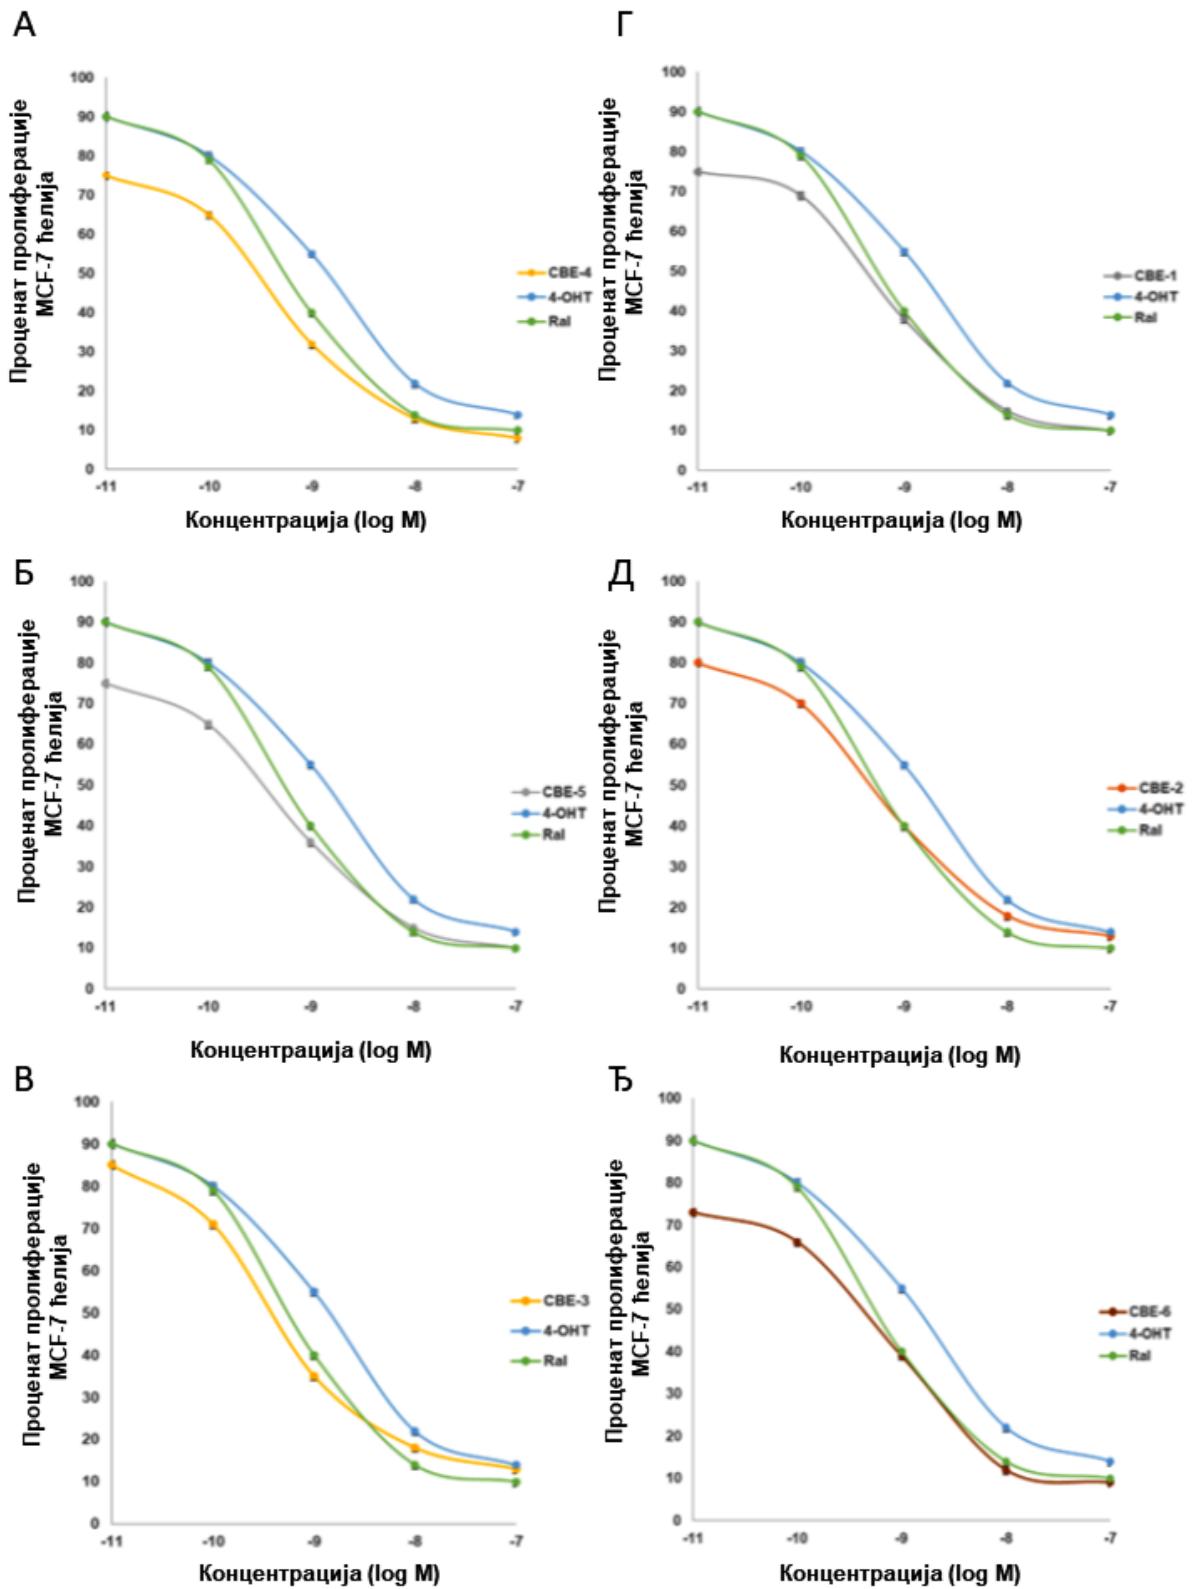 А
Проценат пролиферације
MCF-7 ћелија
100
90
80
70
60
50
40
30
20
10
0
-11 -10 -9 -8 -7
CBE-4
4-OHT
Ral
Концентрација (log M)
Г
Проценат пролиферације
MCF-7 ћелија
100
90
80
70
60
50
40
30
20
10
0
-11 -10 -9 -8 -7
CBE-1
4-OHT
Ral
Концентрација (log M)
Б
Проценат пролиферације
MCF-7 ћелија
100
90
80
70
60
50
40
30
20
10
0
-11 -10 -9 -8 -7
CBE-5
4-OHT
Ral
Концентрација (log M)
Д
Проценат пролиферације
MCF-7 ћелија
100
90
80
70
60
50
40
30
20
10
0
-11 -10 -9 -8 -7
CBE-2
4-OHT
Ral
Концентрација (log M)
В
Проценат пролиферације
MCF-7 ћелија
100
90
80
70
60
50
40
30
20
10
0
-11 -10 -9 -8 -7
CBE-3
4-OHT
Ral
Концентрација (log M)
Ђ
Проценат пролиферације
MCF-7 ћелија
100
90
80
70
60
50
40
30
20
10
0
-11 -10 -9 -8 -7
CBE-6
4-OHT
Ral
Концентрација (log M)